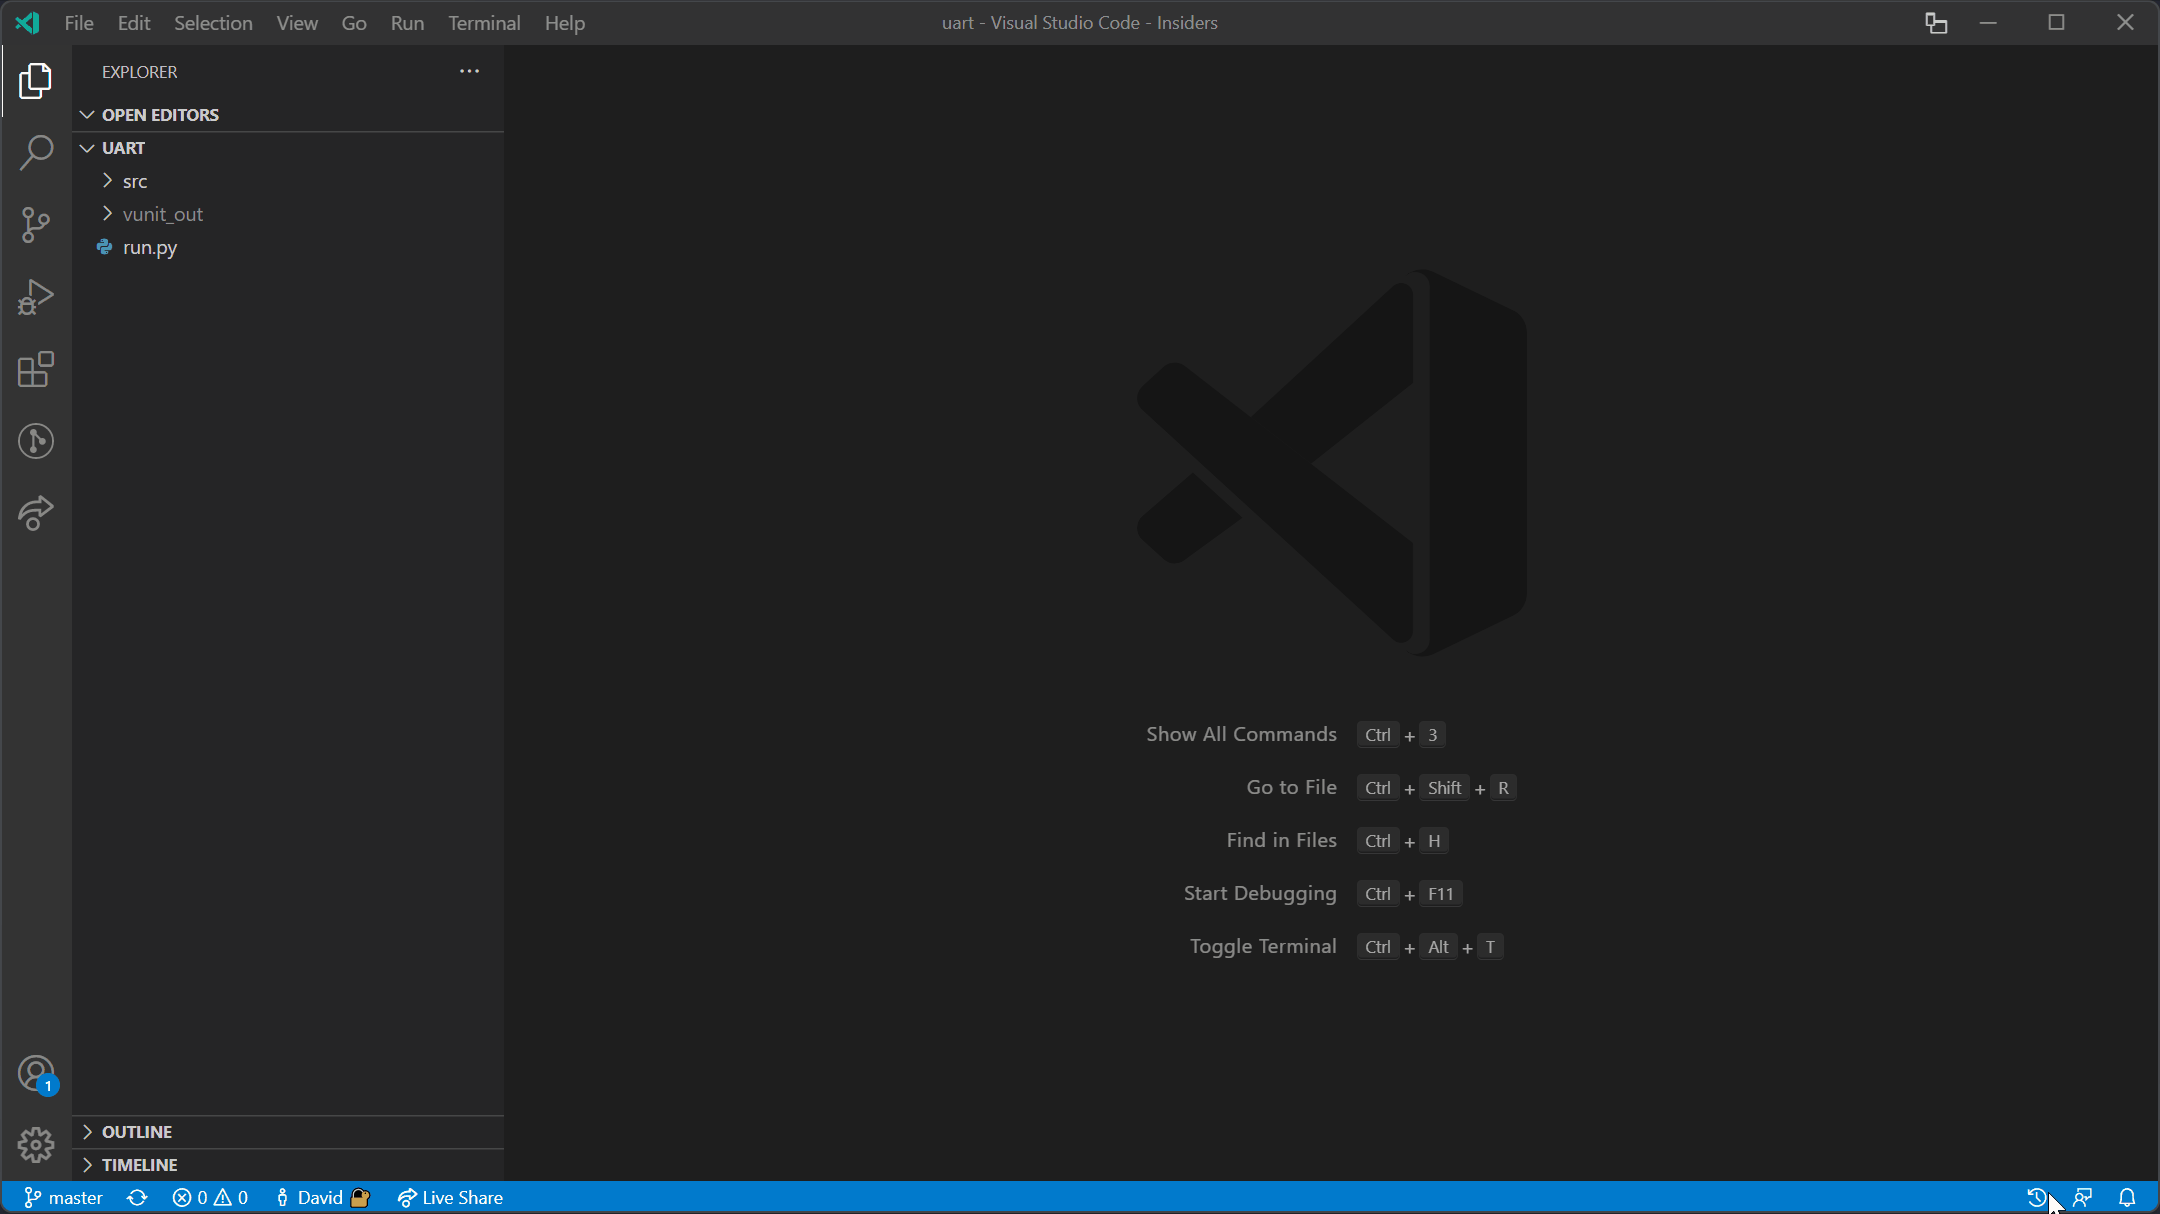 File Edit Selection View Go Run Terminal Help
uart - Visual Studio Code - Insiders
EXPLORER
OPEN EDITORS
UART
src
vunit_out
run.py
Show All Commands Ctrl + 3
Go to File Ctrl + Shift + R
Find in Files Ctrl + H
Start Debugging Ctrl + F11
Toggle Terminal Ctrl + Alt + T
1
OUTLINE
TIMELINE
master 0 0 David Live Share